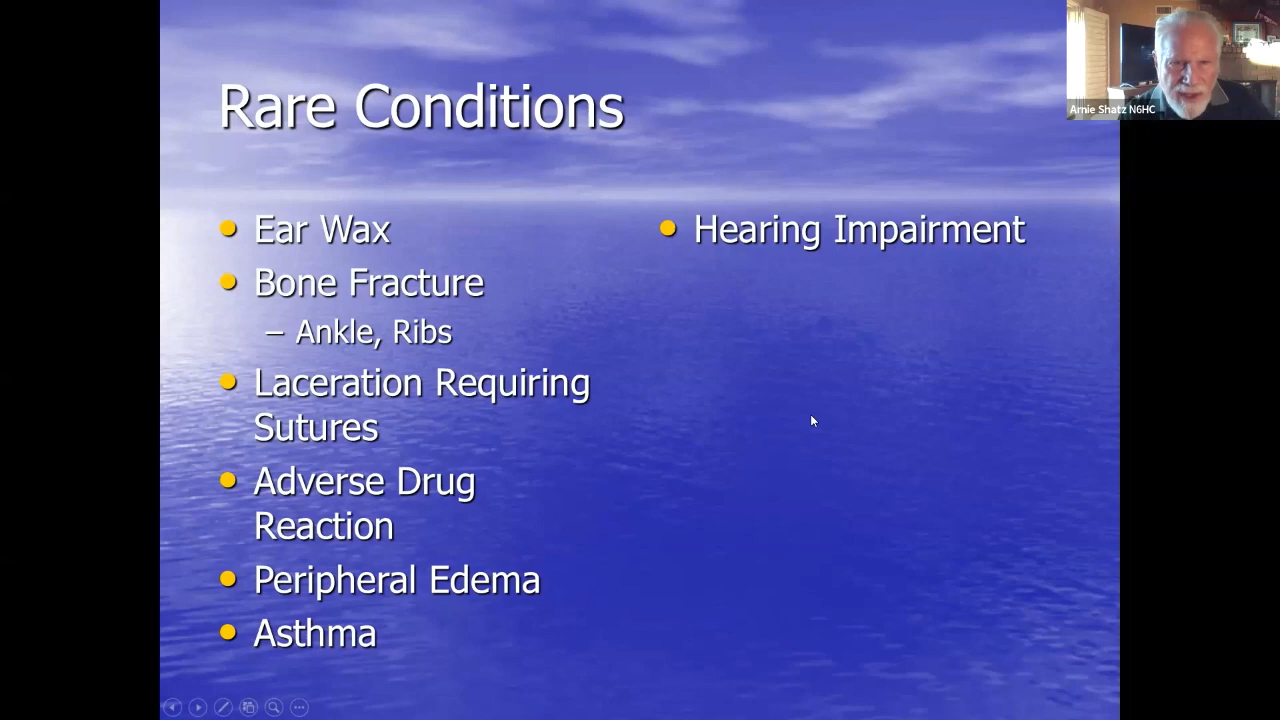 Rare Conditions
Ear Wax
Bone Fracture
– Ankle, Ribs
Laceration Requiring
Sutures
Adverse Drug
Reaction
Peripheral Edema
Asthma
Hearing Impairment
Arnie Shatz N6HC